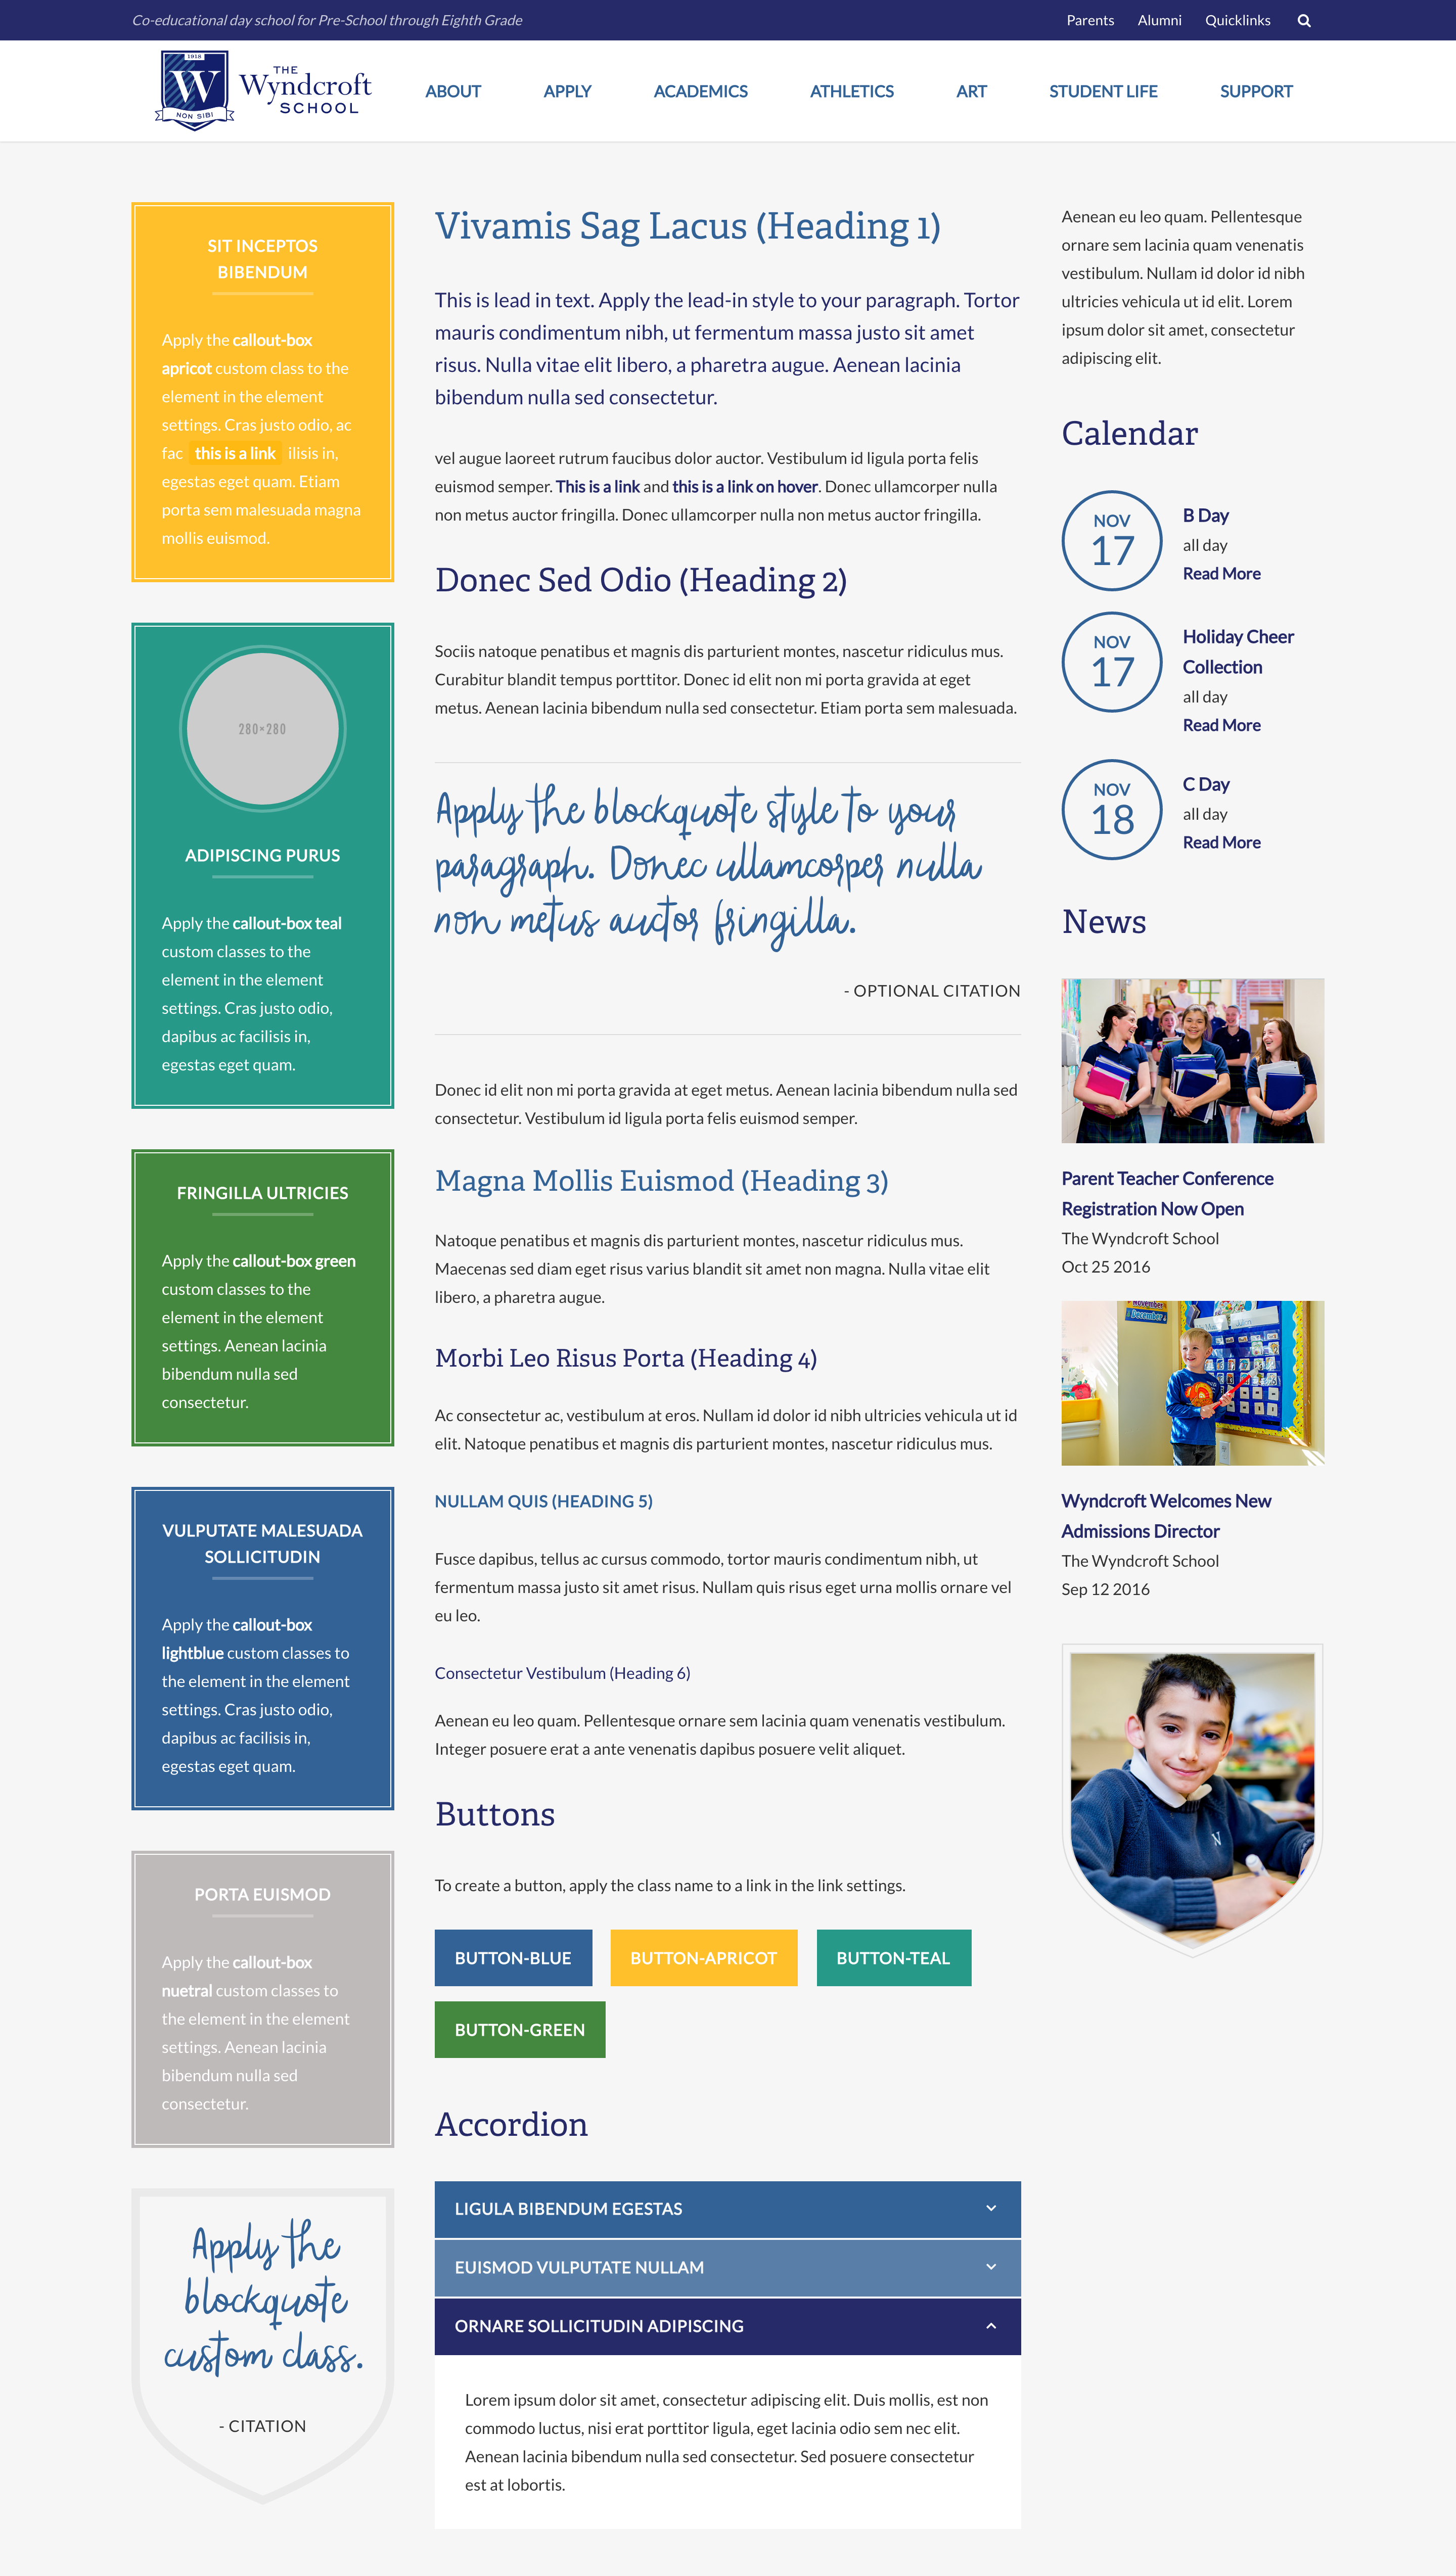 Co-educational day school for Pre-School through Eighth Grade
Parents Alumni Quicklinks
1918
W
NON SIBI
THE
Wyndcroft
SCHOOL
ABOUT APPLY ACADEMICS ATHLETICS ART STUDENT LIFE SUPPORT
SIT INCEPTOS
BIBENDUM
Apply the callout-box
apricot custom class to the
element in the element
settings. Cras justo odio, ac
fac this is a link ilisis in,
egestas eget quam. Etiam
porta sem malesuada magna
mollis euismod.
280×280
ADIPISCING PURUS
Apply the callout-box teal
custom classes to the
element in the element
settings. Cras justo odio,
dapibus ac facilisis in,
egestas eget quam.
FRINGILLA ULTRICIES
Apply the callout-box green
custom classes to the
element in the element
settings. Aenean lacinia
bibendum nulla sed
consectetur.
VULPUTATE MALESUADA
SOLLICITUDIN
Apply the callout-box
lightblue custom classes to
the element in the element
settings. Cras justo odio,
dapibus ac facilisis in,
egestas eget quam.
PORTA EUISMOD
Apply the callout-box
nuetral custom classes to
the element in the element
settings. Aenean lacinia
bibendum nulla sed
consectetur.
Apply the
blockquote
custom class.
- CITATION
Vivamis Sag Lacus (Heading 1)
This is lead in text. Apply the lead-in style to your paragraph. Tortor
mauris condimentum nibh, ut fermentum massa justo sit amet
risus. Nulla vitae elit libero, a pharetra augue. Aenean lacinia
bibendum nulla sed consectetur.
vel augue laoreet rutrum faucibus dolor auctor. Vestibulum id ligula porta felis
euismod semper. This is a link and this is a link on hover. Donec ullamcorper nulla
non metus auctor fringilla. Donec ullamcorper nulla non metus auctor fringilla.
Donec Sed Odio (Heading 2)
Sociis natoque penatibus et magnis dis parturient montes, nascetur ridiculus mus.
Curabitur blandit tempus porttitor. Donec id elit non mi porta gravida at eget
metus. Aenean lacinia bibendum nulla sed consectetur. Etiam porta sem malesuada.
Apply the blockquote style to your
paragraph. Donec ullamcorper nulla
non metus auctor fringilla.
- OPTIONAL CITATION
Donec id elit non mi porta gravida at eget metus. Aenean lacinia bibendum nulla sed
consectetur. Vestibulum id ligula porta felis euismod semper.
Magna Mollis Euismod (Heading 3)
Natoque penatibus et magnis dis parturient montes, nascetur ridiculus mus.
Maecenas sed diam eget risus varius blandit sit amet non magna. Nulla vitae elit
libero, a pharetra augue.
Morbi Leo Risus Porta (Heading 4)
Ac consectetur ac, vestibulum at eros. Nullam id dolor id nibh ultricies vehicula ut id
elit. Natoque penatibus et magnis dis parturient montes, nascetur ridiculus mus.
NULLAM QUIS (HEADING 5)
Fusce dapibus, tellus ac cursus commodo, tortor mauris condimentum nibh, ut
fermentum massa justo sit amet risus. Nullam quis risus eget urna mollis ornare vel
eu leo.
Consectetur Vestibulum (Heading 6)
Aenean eu leo quam. Pellentesque ornare sem lacinia quam venenatis vestibulum.
Integer posuere erat a ante venenatis dapibus posuere velit aliquet.
Buttons
To create a button, apply the class name to a link in the link settings.
BUTTON-BLUE BUTTON-APRICOT BUTTON-TEAL
BUTTON-GREEN
Accordion
LIGULA BIBENDUM EGESTAS
EUISMOD VULPUTATE NULLAM
ORNARE SOLLICITUDIN ADIPISCING
Lorem ipsum dolor sit amet, consectetur adipiscing elit. Duis mollis, est non
commodo luctus, nisi erat porttitor ligula, eget lacinia odio sem nec elit.
Aenean lacinia bibendum nulla sed consectetur. Sed posuere consectetur
est at lobortis.
Aenean eu leo quam. Pellentesque
ornare sem lacinia quam venenatis
vestibulum. Nullam id dolor id nibh
ultricies vehicula ut id elit. Lorem
ipsum dolor sit amet, consectetur
adipiscing elit.
Calendar
NOV
17
B Day
all day
Read More
NOV
17
Holiday Cheer
Collection
all day
Read More
NOV
18
C Day
all day
Read More
News
Parent Teacher Conference
Registration Now Open
The Wyndcroft School
Oct 25 2016
November
December
Wyndcroft Welcomes New
Admissions Director
The Wyndcroft School
Sep 12 2016